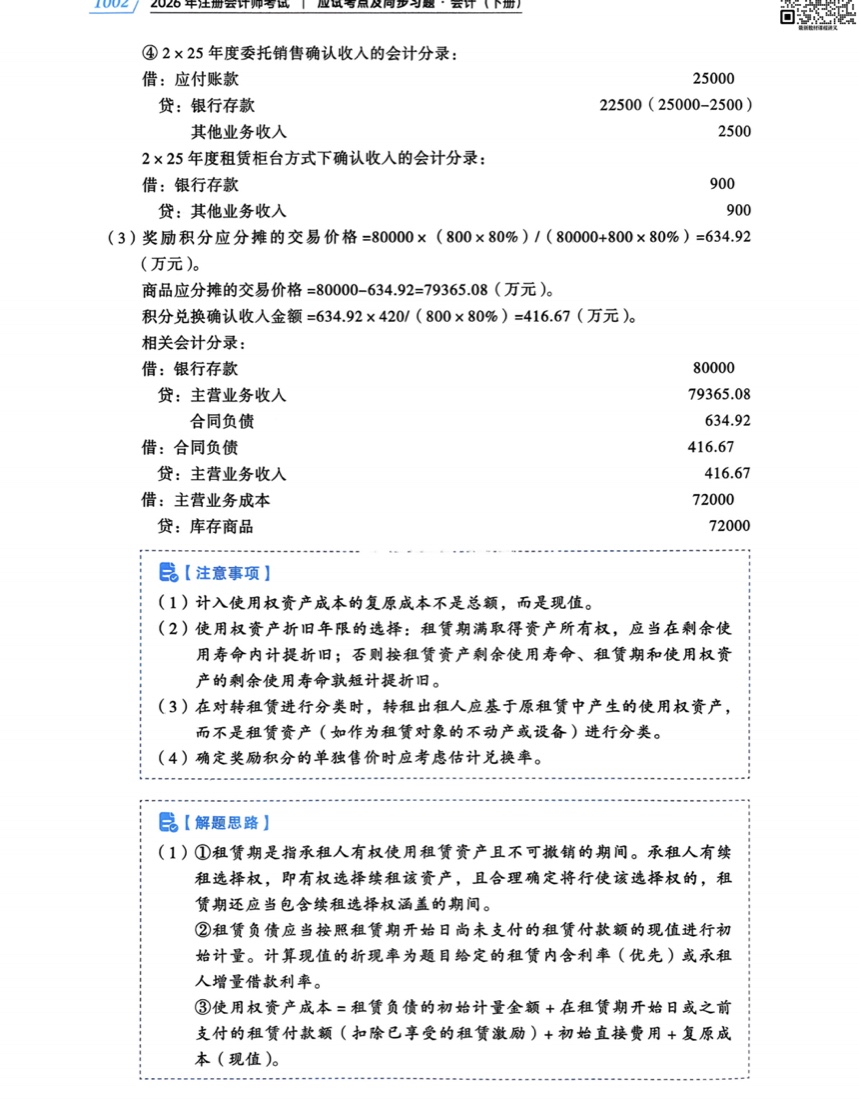 1002 / 2026 年注册会计师考试 | 应试考点及同步习题·会计（下册）
④ 2×25 年度委托销售确认收入的会计分录：
借：应付账款 25000
贷：银行存款 22500（25000-2500）
其他业务收入 2500
2×25 年度租赁柜台方式下确认收入的会计分录：
借：银行存款 900
贷：其他业务收入 900
（3）奖励积分应分摊的交易价格 =80000×（800×80%）/（80000+800×80%）=634.92
（万元）。
商品应分摊的交易价格 =80000-634.92=79365.08（万元）。
积分兑换确认收入金额 =634.92×420/（800×80%）=416.67（万元）。
相关会计分录：
借：银行存款 80000
贷：主营业务收入 79365.08
合同负债 634.92
借：合同负债 416.67
贷：主营业务收入 416.67
借：主营业务成本 72000
贷：库存商品 72000
【注意事项】
（1）计入使用权资产成本的复原成本不是总额，而是现值。
（2）使用权资产折旧年限的选择：租赁期满取得资产所有权，应当在剩余使
用寿命内计提折旧；否则按租赁资产剩余使用寿命、租赁期和使用权资
产的剩余使用寿命孰短计提折旧。
（3）在对转租赁进行分类时，转租出租人应基于原租赁中产生的使用权资产，
而不是租赁资产（如作为租赁对象的不动产或设备）进行分类。
（4）确定奖励积分的单独售价时应考虑估计兑换率。
【解题思路】
（1）①租赁期是指承租人有权使用租赁资产且不可撤销的期间。承租人有续
租选择权，即有权选择续租该资产，且合理确定将行使该选择权的，租
赁期还应当包含续租选择权涵盖的期间。
②租赁负债应当按照租赁期开始日尚未支付的租赁付款额的现值进行初
始计量。计算现值的折现率为题目给定的租赁内含利率（优先）或承租
人增量借款利率。
③使用权资产成本 = 租赁负债的初始计量金额 + 在租赁期开始日或之前
支付的租赁付款额（扣除已享受的租赁激励）+ 初始直接费用 + 复原成
本（现值）。